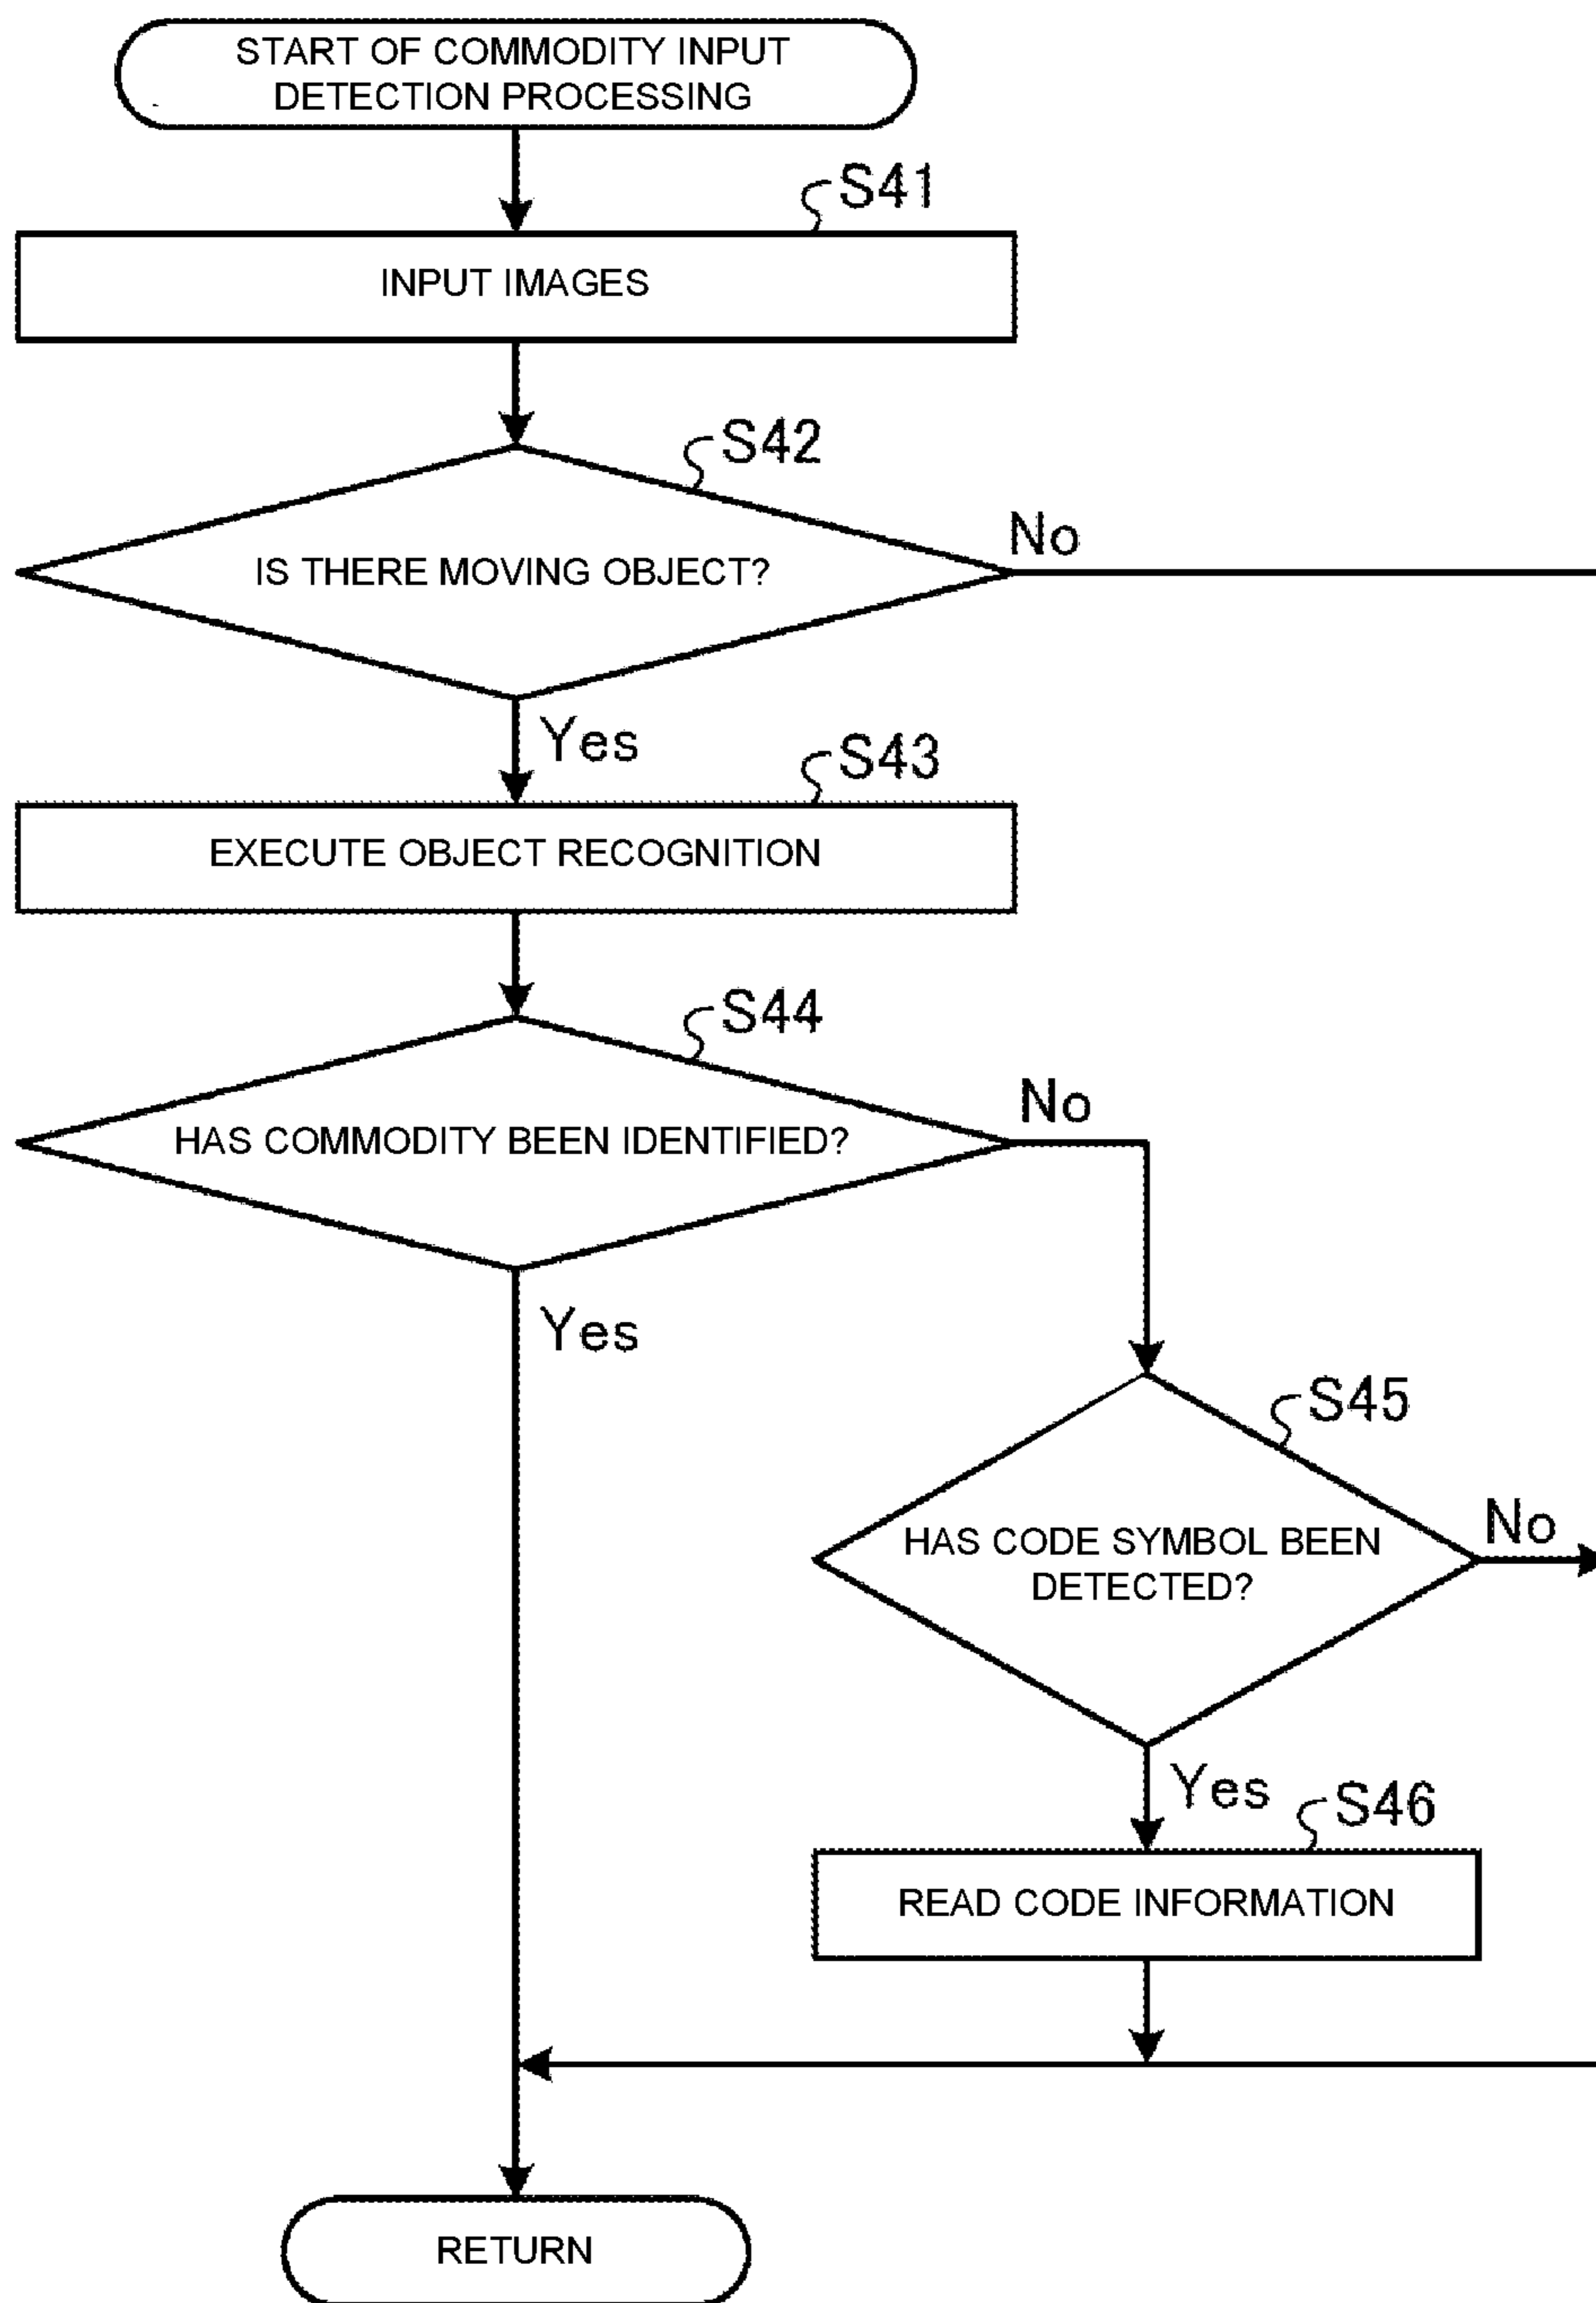 START OF COMMODITY INPUT
DETECTION PROCESSING
S41
INPUT IMAGES
S42
IS THERE MOVING OBJECT?
No
Yes
S43
EXECUTE OBJECT RECOGNITION
S44
HAS COMMODITY BEEN IDENTIFIED?
No
Yes
S45
HAS CODE SYMBOL BEEN
DETECTED?
No
Yes
S46
READ CODE INFORMATION
RETURN